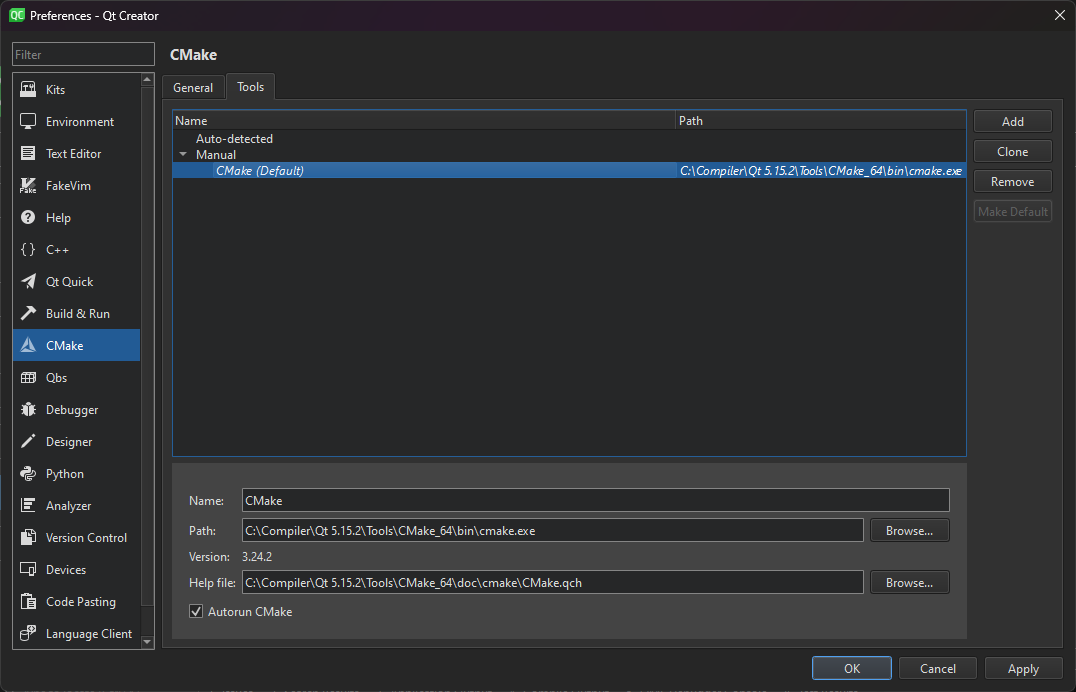 Preferences - Qt Creator
Filter
Kits
Environment
Text Editor
FakeVim
Help
C++
Qt Quick
Build & Run
CMake
Qbs
Debugger
Designer
Python
Analyzer
Version Control
Devices
Code Pasting
Language Client
CMake
General Tools
Name Path
Auto-detected
Manual
CMake (Default) C:\Compiler\Qt 5.15.2\Tools\CMake_64\bin\cmake.exe
Add
Clone
Remove
Make Default
Name: CMake
Path: C:\Compiler\Qt 5.15.2\Tools\CMake_64\bin\cmake.exe Browse...
Version: 3.24.2
Help file: C:\Compiler\Qt 5.15.2\Tools\CMake_64\doc\cmake\CMake.qch Browse...
Autorun CMake
OK Cancel Apply